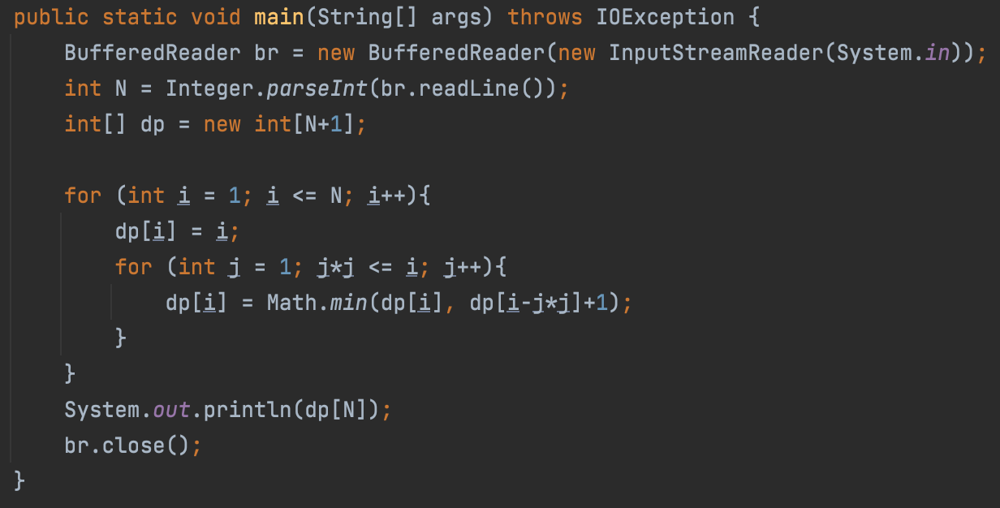 public static void main(String[] args) throws IOException {
    BufferedReader br = new BufferedReader(new InputStreamReader(System.in));
    int N = Integer.parseInt(br.readLine());
    int[] dp = new int[N+1];

    for (int i = 1; i <= N; i++){
        dp[i] = i;
        for (int j = 1; j*j <= i; j++){
            dp[i] = Math.min(dp[i], dp[i-j*j]+1);
        }
    }
    System.out.println(dp[N]);
    br.close();
}